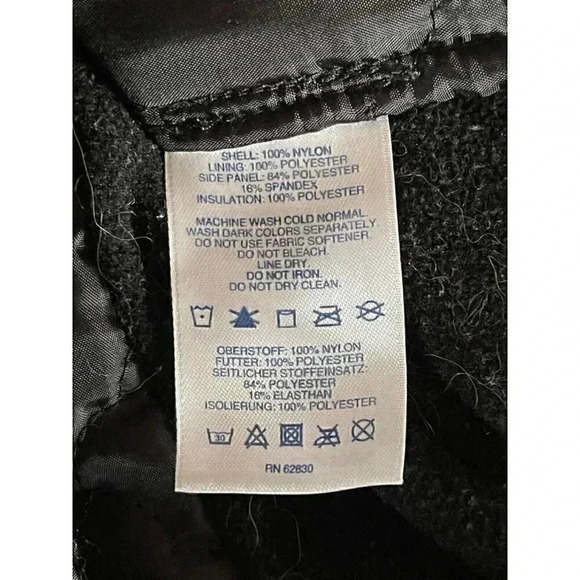 SHELL: 100% NYLON
LINING: 100% POLYESTER
SIDE PANEL: 84% POLYESTER
16% SPANDEX
INSULATION: 100% POLYESTER
MACHINE WASH COLD NORMAL
WASH DARK COLORS SEPARATELY.
DO NOT USE FABRIC SOFTENER.
DO NOT BLEACH.
LINE DRY.
DO NOT IRON.
DO NOT DRY CLEAN.
OBERSTOFF: 100% NYLON
FUTTER: 100% POLYESTER
SEITLICHER STOFFEINSATZ:
84% POLYESTER
16% ELASTHAN
ISOLIERUNG: 100% POLYESTER
30
RN 62830